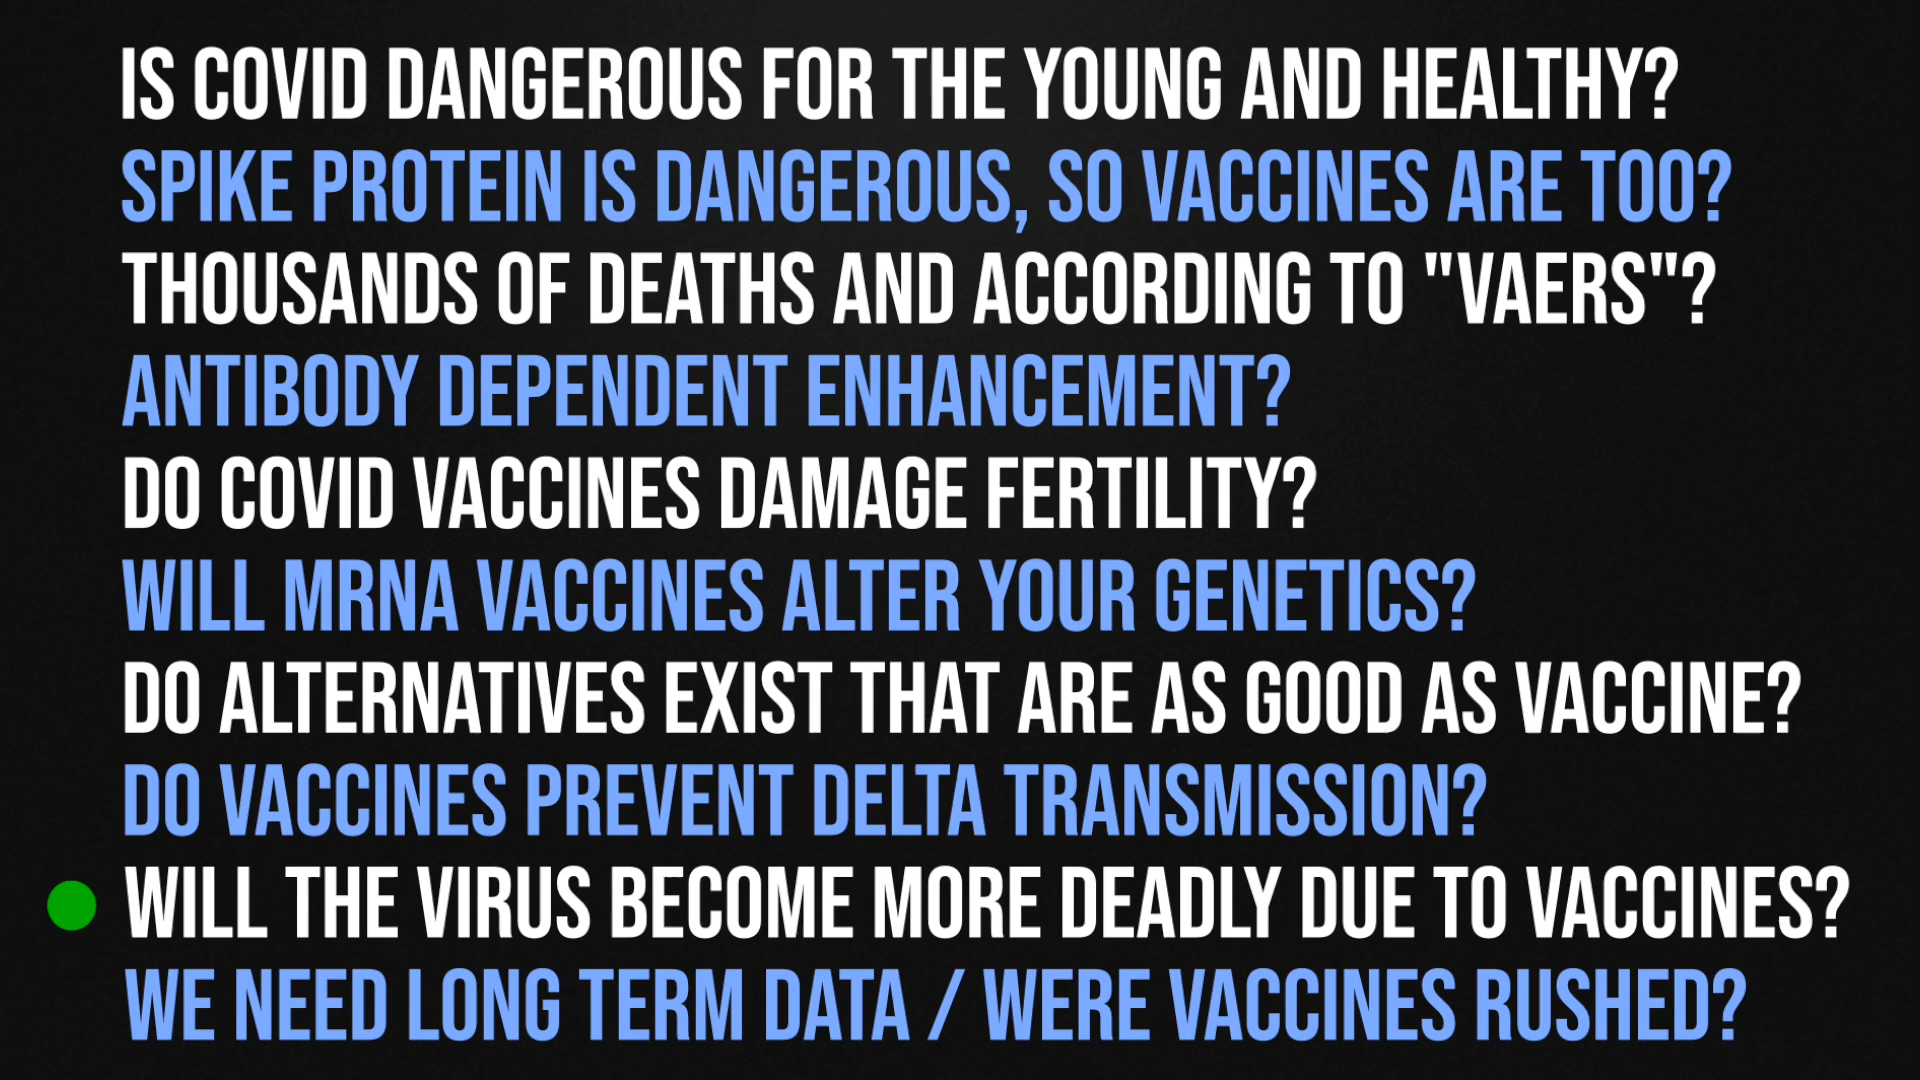 IS COVID DANGEROUS FOR THE YOUNG AND HEALTHY?
SPIKE PROTEIN IS DANGEROUS, SO VACCINES ARE TOO?
THOUSANDS OF DEATHS AND ACCORDING TO "VAERS"?
ANTIBODY DEPENDENT ENHANCEMENT?
DO COVID VACCINES DAMAGE FERTILITY?
WILL MRNA VACCINES ALTER YOUR GENETICS?
DO ALTERNATIVES EXIST THAT ARE AS GOOD AS VACCINE?
DO VACCINES PREVENT DELTA TRANSMISSION?
WILL THE VIRUS BECOME MORE DEADLY DUE TO VACCINES?
WE NEED LONG TERM DATA / WERE VACCINES RUSHED?